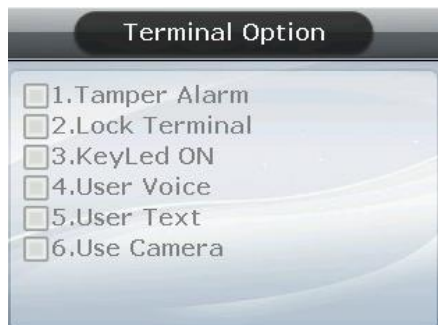 Terminal Option
1.Tamper Alarm
2.Lock Terminal
3.KeyLed ON
4.User Voice
5.User Text
6.Use Camera